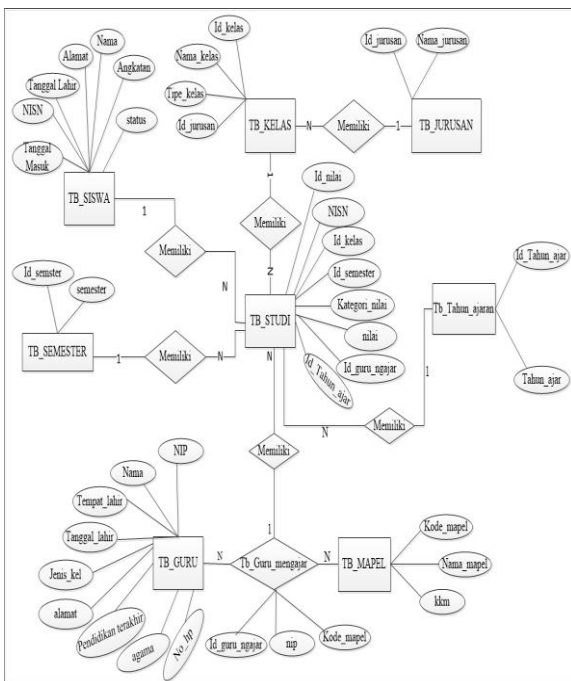 Nama
Alamat
Angkatan
Tanggal Lahir
NISN
status
Tanggal
Masuk
TB_SISWA
Id_kelas
Nama_kelas
Tipe_kelas
Id_jurusan
TB_KELAS
N
Memiliki
1
TB_JURUSAN
Id_jurusan
Nama_jurusan
1
Memiliki
N
1
Memiliki
N
Id_semster
semester
TB_SEMESTER
1
Memiliki
N
TB_STUDI
Id_nilai
NISN
Id_kelas
Id_semester
Kategori_nilai
nilai
Id_guru_ngajar
Id_Tahun_ajar
Id_Tahun_ajar
Tb_Tahun_ajaran
Tahun_ajar
1
Memiliki
N
N
Memiliki
1
NIP
Nama
Tempat_lahir
Tanggal_lahir
Jenis_kel
alamat
Pendidikan terakhir
agama
No_hp
TB_GURU
N
Tb_Guru_mengajar
N
TB_MAPEL
Kode_mapel
Nama_mapel
kkm
Id_guru_ngajar
nip
Kode_mapel